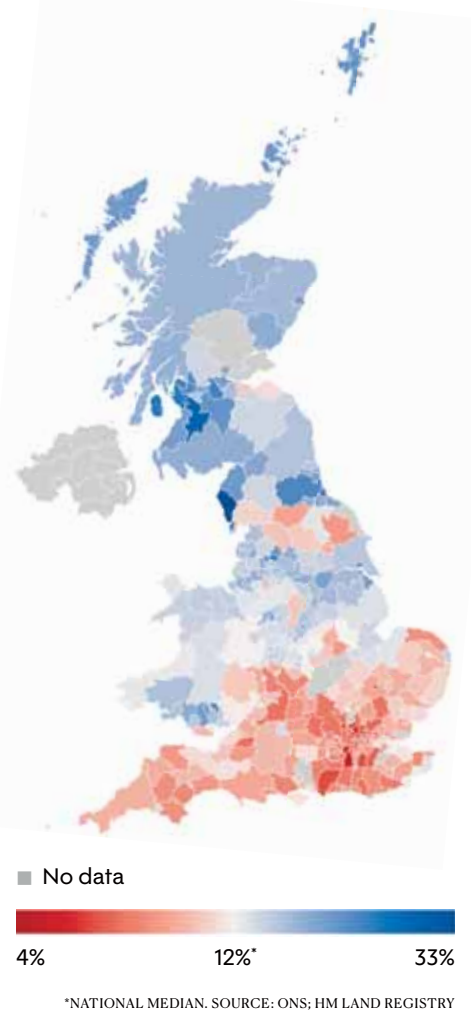 No data
4% 12%* 33%
*NATIONAL MEDIAN. SOURCE: ONS; HM LAND REGISTRY